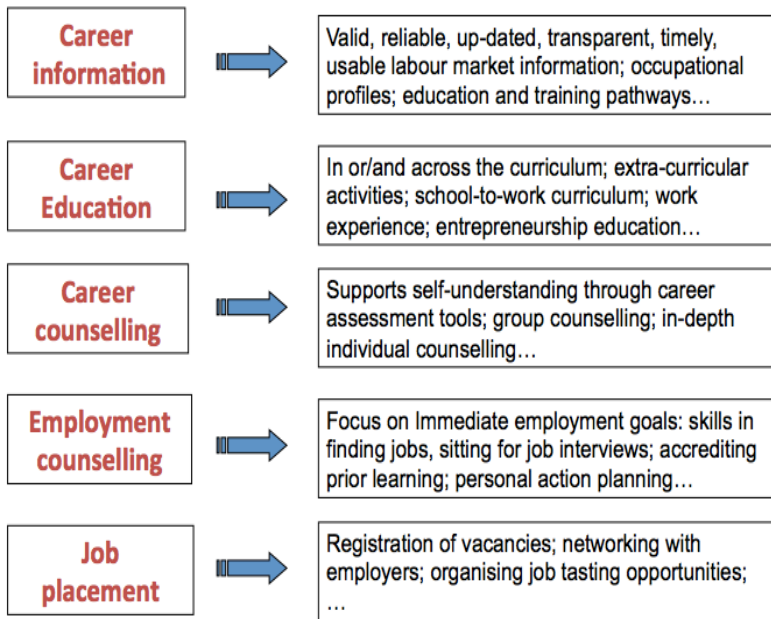 Career
information
Valid, reliable, up-dated, transparent, timely,
usable labour market information; occupational
profiles; education and training pathways…
Career
Education
In or/and across the curriculum; extra-curricular
activities; school-to-work curriculum; work
experience; entrepreneurship education…
Career
counselling
Supports self-understanding through career
assessment tools; group counselling; in-depth
individual counselling…
Employment
counselling
Focus on Immediate employment goals: skills in
finding jobs, sitting for job interviews; accrediting
prior learning; personal action planning…
Job
placement
Registration of vacancies; networking with
employers; organising job tasting opportunities;
…